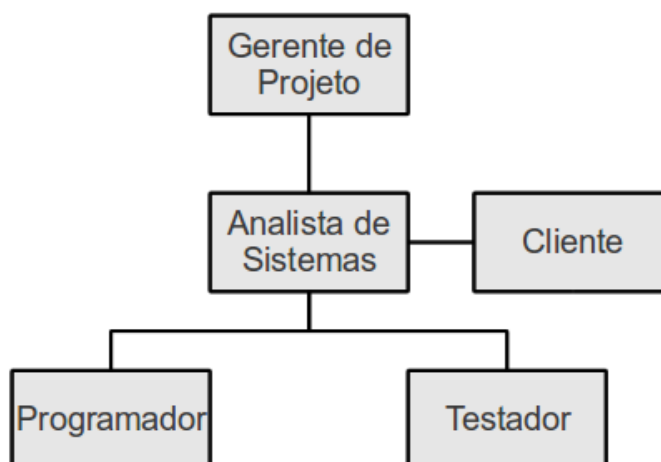 Gerente de
Projeto
Analista de
Sistemas
Cliente
Programador
Testador